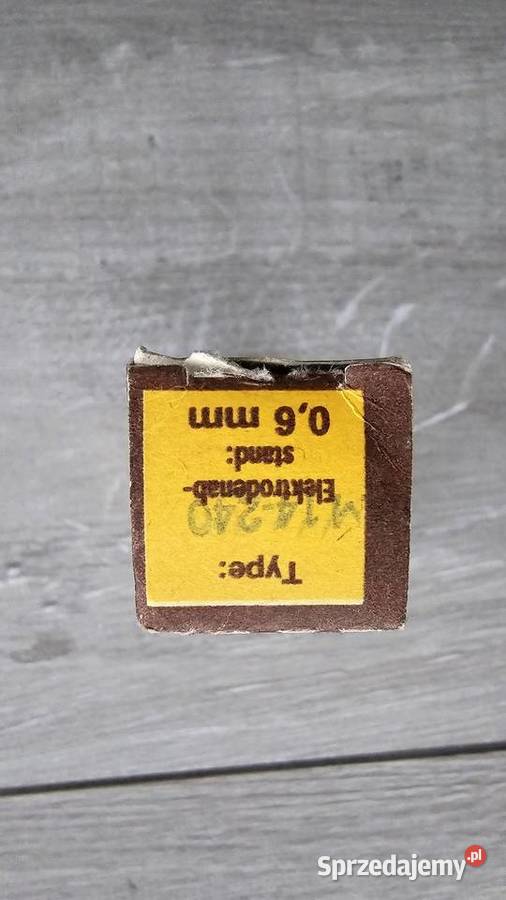 Type:
M14-240
Elektrodenab-
stand:
0,6 mm
Sprzedajemy.pl